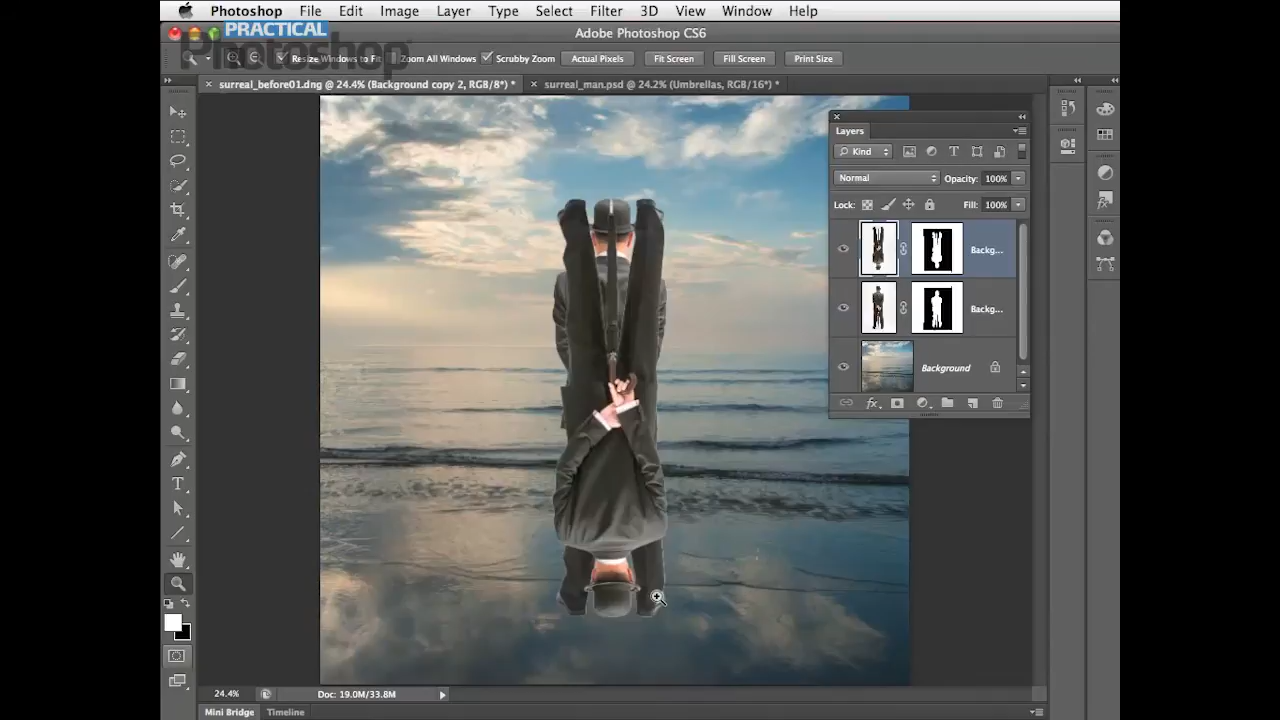 Photoshop File Edit Image Layer Type Select Filter 3D View Window Help
PRACTICAL
Photoshop
Adobe Photoshop CS6
Resize Windows to Fit Zoom All Windows Scrubby Zoom Actual Pixels Fit Screen Fill Screen Print Size
surreal_before01.dng @ 24.4% (Background copy 2, RGB/8*) * surreal_man.psd @ 24.2% (Umbrellas, RGB/16*) *
Layers
Kind
Normal Opacity: 100%
Lock: Fill: 100%
Backg...
Backg...
Background
24.4% Doc: 19.0M/33.8M
Mini Bridge Timeline